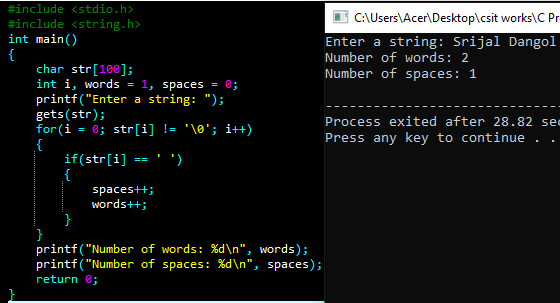 #include <stdio.h>
#include <string.h>
int main()
{
char str[100];
int i, words = 1, spaces = 0;
printf("Enter a string: ");
gets(str);
for(i = 0; str[i] != '\0'; i++)
{
if(str[i] == ' ')
{
spaces++;
words++;
}
}
printf("Number of words: %d\n", words);
printf("Number of spaces: %d\n", spaces);
return 0;
}
C:\Users\Acer\Desktop\csit works\C Pr
Enter a string: Srijal Dangol
Number of words: 2
Number of spaces: 1
--------------------------------
Process exited after 28.82 sec
Press any key to continue . .